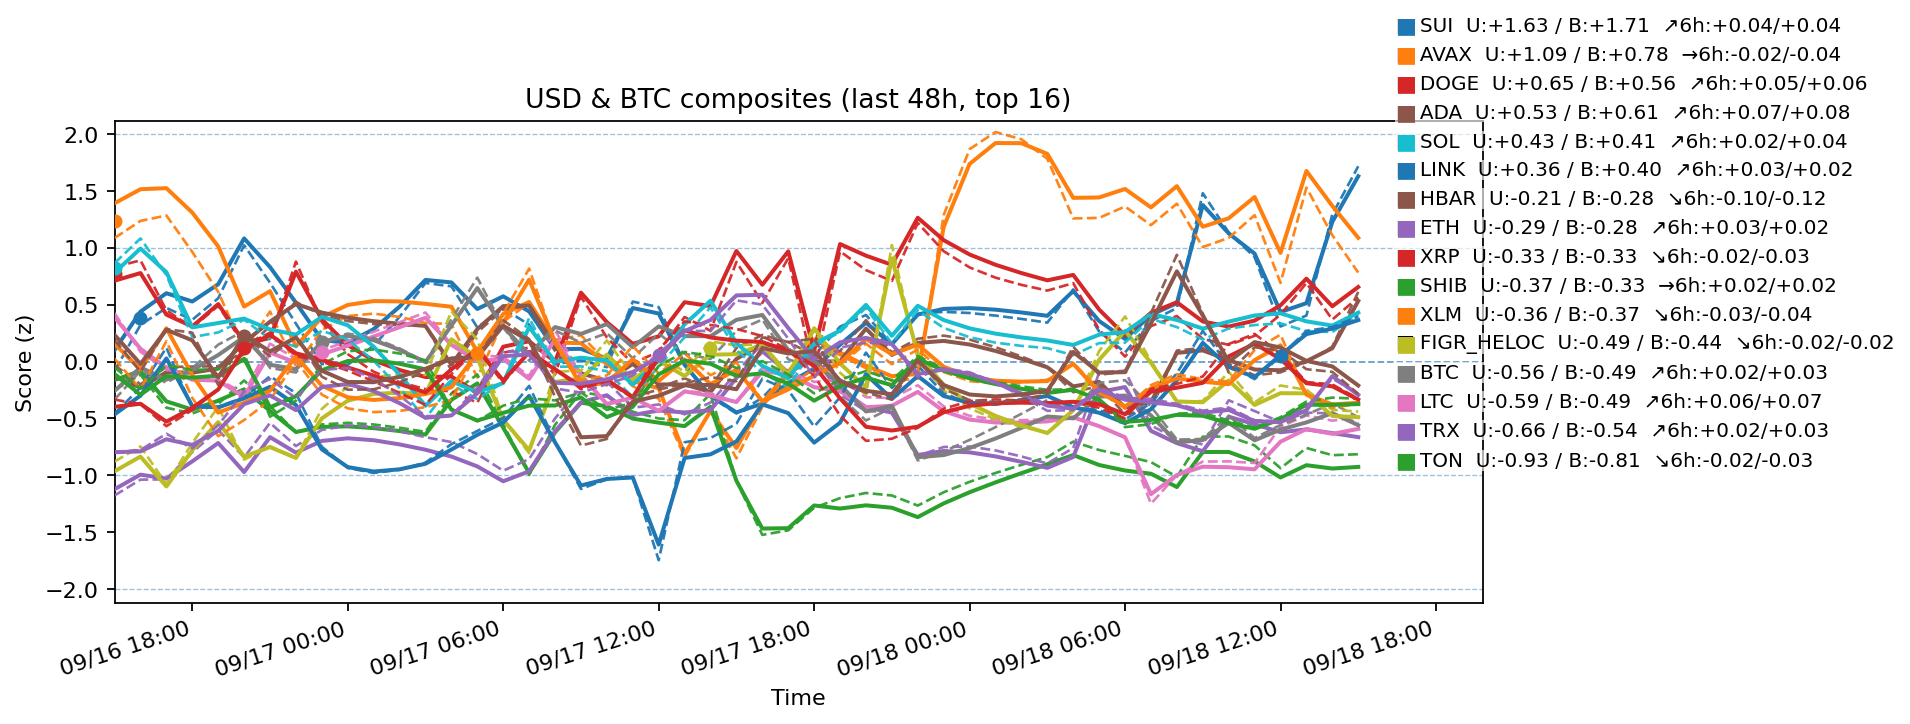 SUI U:+1.63 / B:+1.71 ↗6h:+0.04/+0.04
AVAX U:+1.09 / B:+0.78 →6h:-0.02/-0.04
DOGE U:+0.65 / B:+0.56 ↗6h:+0.05/+0.06
ADA U:+0.53 / B:+0.61 ↗6h:+0.07/+0.08
SOL U:+0.43 / B:+0.41 ↗6h:+0.02/+0.04
LINK U:+0.36 / B:+0.40 ↗6h:+0.03/+0.02
HBAR U:-0.21 / B:-0.28 ↘6h:-0.10/-0.12
ETH U:-0.29 / B:-0.28 ↗6h:+0.03/+0.02
XRP U:-0.33 / B:-0.33 ↘6h:-0.02/-0.03
SHIB U:-0.37 / B:-0.33 →6h:+0.02/+0.02
XLM U:-0.36 / B:-0.37 ↘6h:-0.03/-0.04
FIGR_HELOC U:-0.49 / B:-0.44 ↘6h:-0.02/-0.02
BTC U:-0.56 / B:-0.49 ↗6h:+0.02/+0.03
LTC U:-0.59 / B:-0.49 ↗6h:+0.06/+0.07
TRX U:-0.66 / B:-0.54 ↗6h:+0.02/+0.03
TON U:-0.93 / B:-0.81 ↘6h:-0.02/-0.03
USD & BTC composites (last 48h, top 16)
Score (z)
2.0
1.5
1.0
0.5
0.0
−0.5
−1.0
−1.5
−2.0
09/16 18:00
09/17 00:00
09/17 06:00
09/17 12:00
09/17 18:00
09/18 00:00
09/18 06:00
09/18 12:00
09/18 18:00
Time